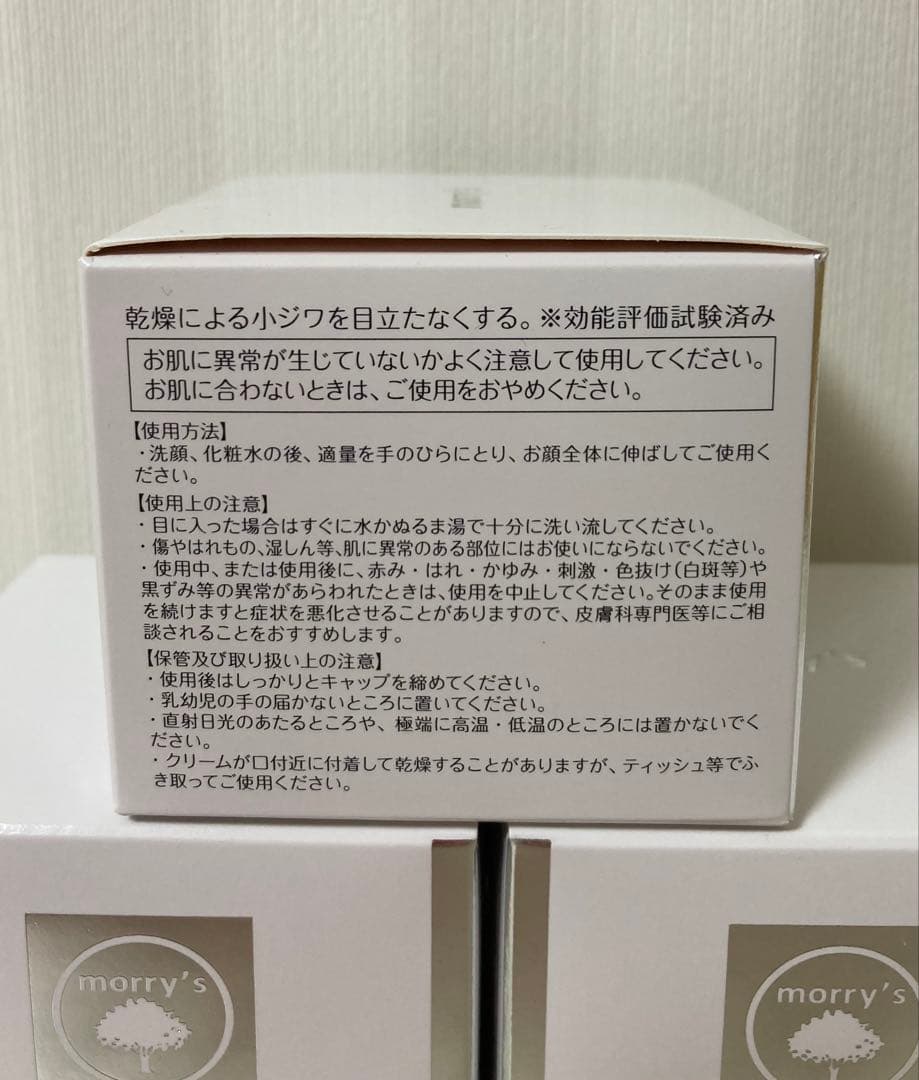 乾燥による小ジワを目立たなくする。※効能評価試験済み
お肌に異常が生じていないかよく注意して使用してください。
お肌に合わないときは、ご使用をおやめください。
【使用方法】
・洗顔、化粧水の後、適量を手のひらにとり、お顔全体に伸ばしてご使用く
ださい。
【使用上の注意】
・目に入った場合はすぐに水かぬるま湯で十分に洗い流してください。
・傷やはれもの、湿しん等、肌に異常のある部位にはお使いにならないでください。
・使用中、または使用後に、赤み・はれ・かゆみ・刺激・色抜け(白斑等)や
黒ずみ等の異常があらわれたときは、使用を中止してください。そのまま使用
を続けますと症状を悪化させることがありますので、皮膚科専門医等にご相
談されることをおすすめします。
【保管及び取り扱い上の注意】
・使用後はしっかりとキャップを締めてください。
・乳幼児の手の届かないところに置いてください。
・直射日光のあたるところや、極端に高温・低温のところには置かないでく
ださい。
・クリームが口付近に付着して乾燥することがありますが、ティッシュ等でふ
き取ってご使用ください。
morry's
morry's